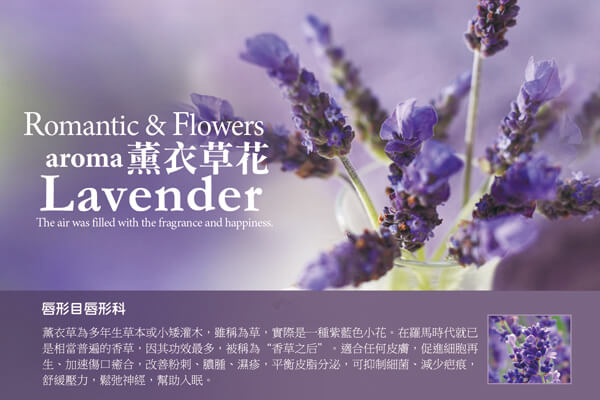 Romantic & Flowers
aroma薰衣草花
Lavender
The air was filled with the fragrance and happiness.
唇形目唇形科
薰衣草為多年生草本或小矮灌木，雖稱為草，實際是一種紫藍色小花。在羅馬時代就已
是相當普遍的香草，因其功效最多，被稱為“香草之后”。適合任何皮膚，促進細胞再
生、加速傷口癒合，改善粉刺、膿腫、濕疹，平衡皮脂分泌，可抑制細菌、減少疤痕，
舒緩壓力，鬆弛神經，幫助入眠。